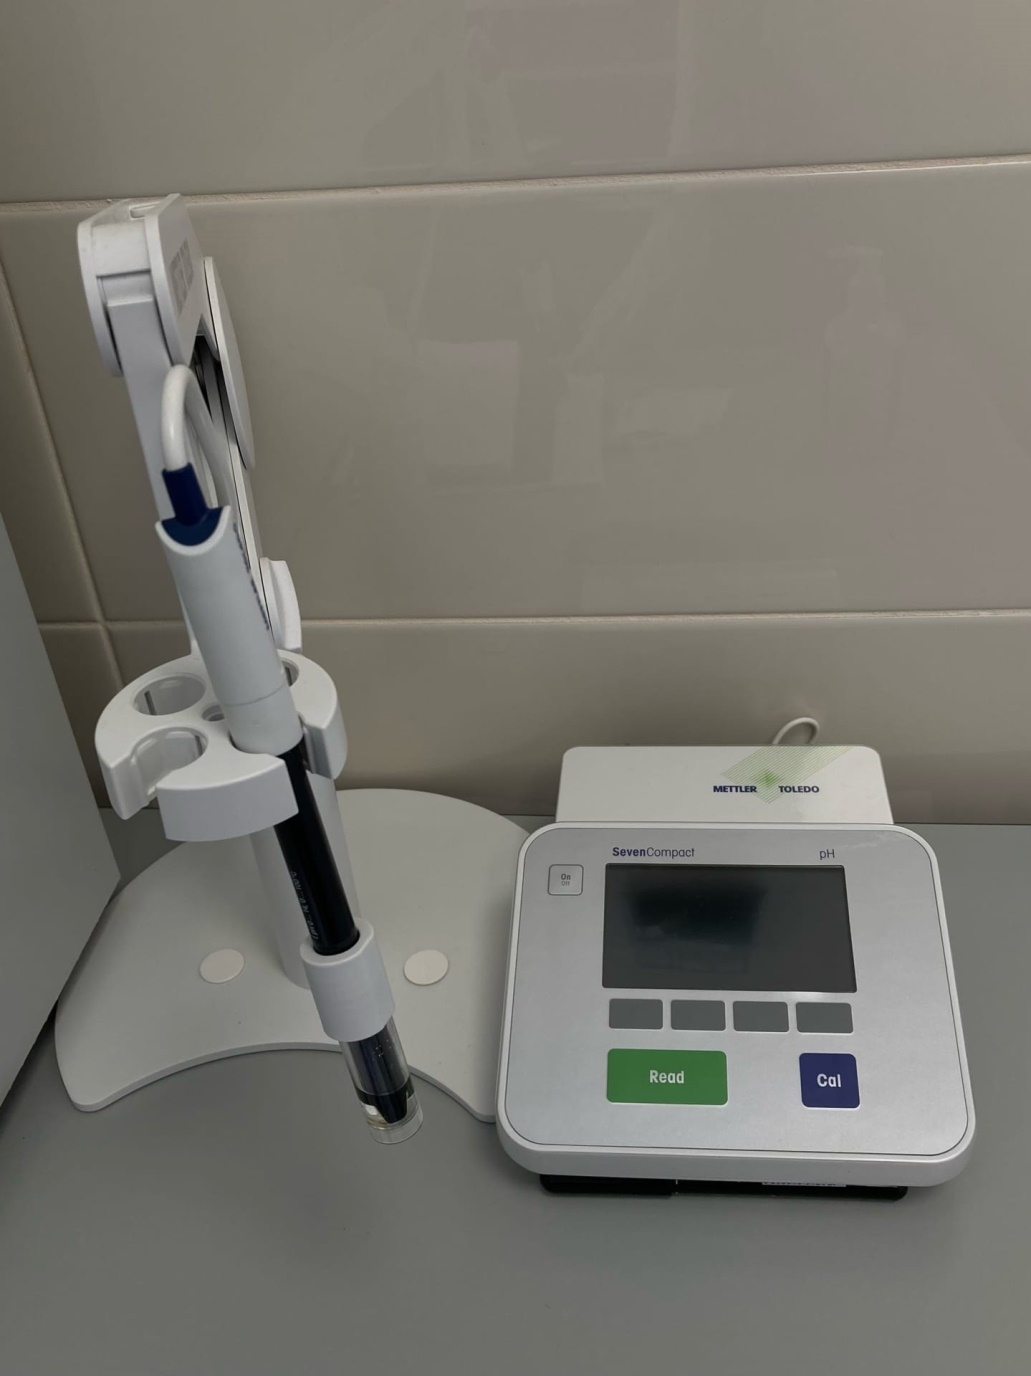 METTLER TOLEDO
SevenCompact pH
On
Off
Read
Cal